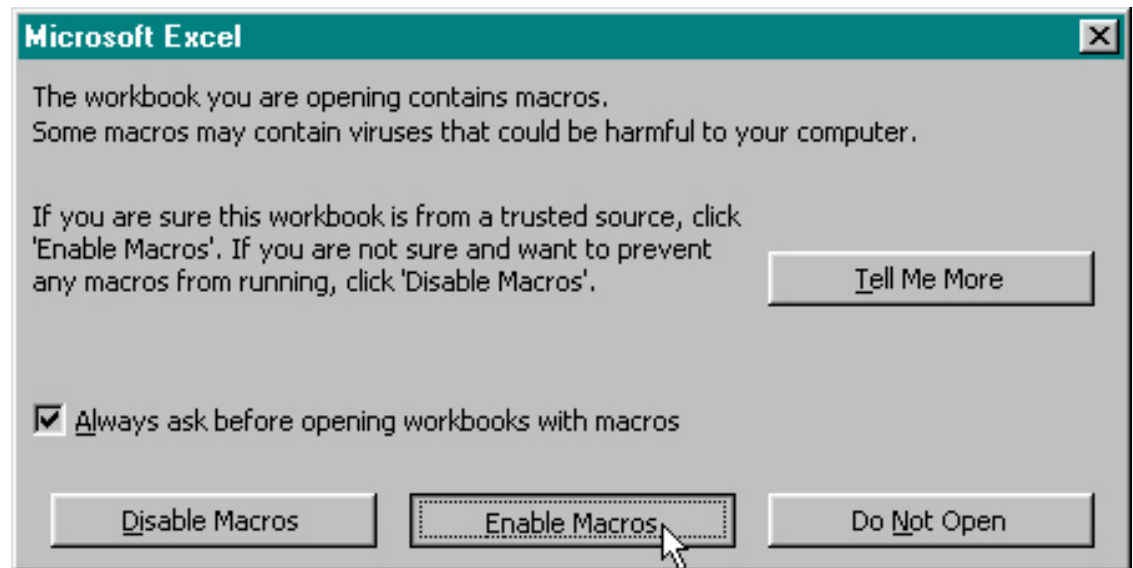 Microsoft Excel
The workbook you are opening contains macros.
Some macros may contain viruses that could be harmful to your computer.
If you are sure this workbook is from a trusted source, click
'Enable Macros'. If you are not sure and want to prevent
any macros from running, click 'Disable Macros'.
Tell Me More
Always ask before opening workbooks with macros
Disable Macros
Enable Macros
Do Not Open